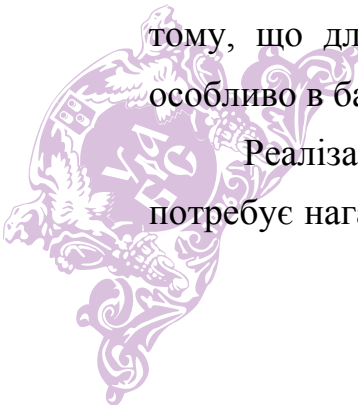 тому, що дл
особливо в ба
Реаліза
потребує нага